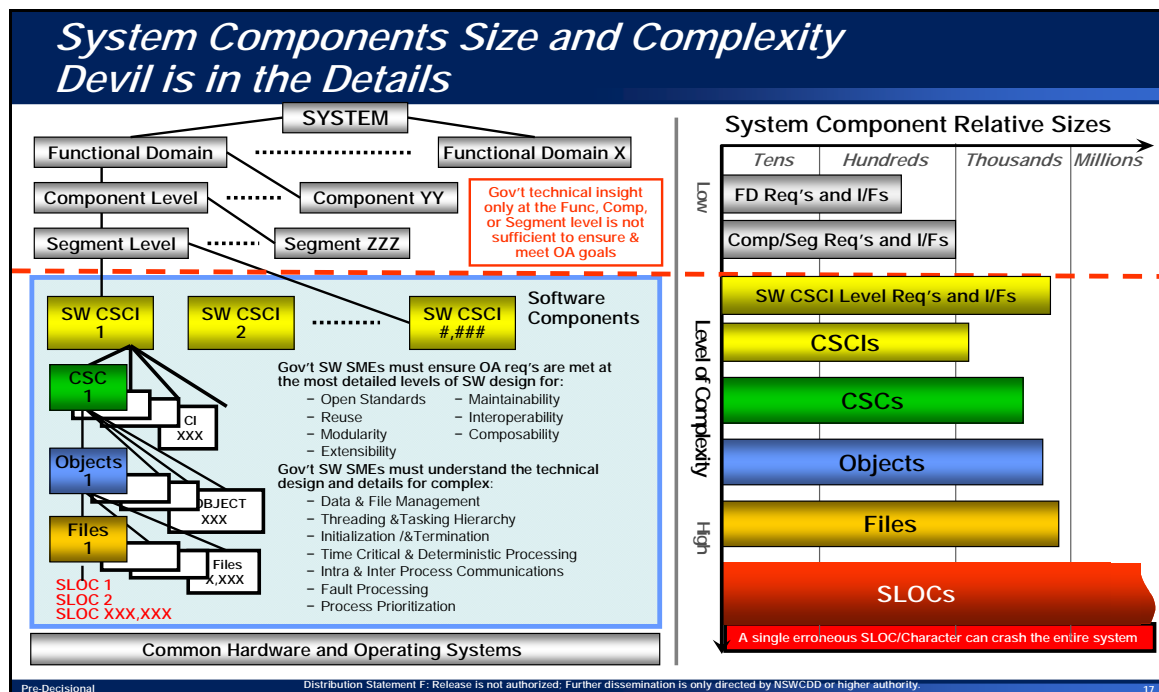 System Components Size and Complexity
Devil is in the Details
SYSTEM
Functional Domain
Functional Domain X
Component Level
Component YY
Segment Level
Segment ZZZ
Gov't technical insight
only at the Func, Comp,
or Segment level is not
sufficient to ensure &
meet OA goals
SW CSCI
1
SW CSCI
2
SW CSCI
#,###
Software
Components
CSC
1
CI
XXX
Objects
1
OBJECT
XXX
Files
1
Files
X,XXX
SLOC 1
SLOC 2
SLOC XXX,XXX
Gov't SW SMEs must ensure OA req's are met at
the most detailed levels of SW design for:
– Open Standards
– Reuse
– Modularity
– Extensibility
– Maintainability
– Interoperability
– Composability
Gov't SW SMEs must understand the technical
design and details for complex:
– Data & File Management
– Threading &Tasking Hierarchy
– Initialization /&Termination
– Time Critical & Deterministic Processing
– Intra & Inter Process Communications
– Fault Processing
– Process Prioritization
Common Hardware and Operating Systems
System Component Relative Sizes
Tens
Hundreds
Thousands
Millions
Low
Level of Complexity
High
FD Req's and I/Fs
Comp/Seg Req's and I/Fs
SW CSCI Level Req's and I/Fs
CSCIs
CSCs
Objects
Files
SLOCs
A single erroneous SLOC/Character can crash the entire system
Pre-Decisional
Distribution Statement F: Release is not authorized; Further dissemination is only directed by NSWCDD or higher authority.
17